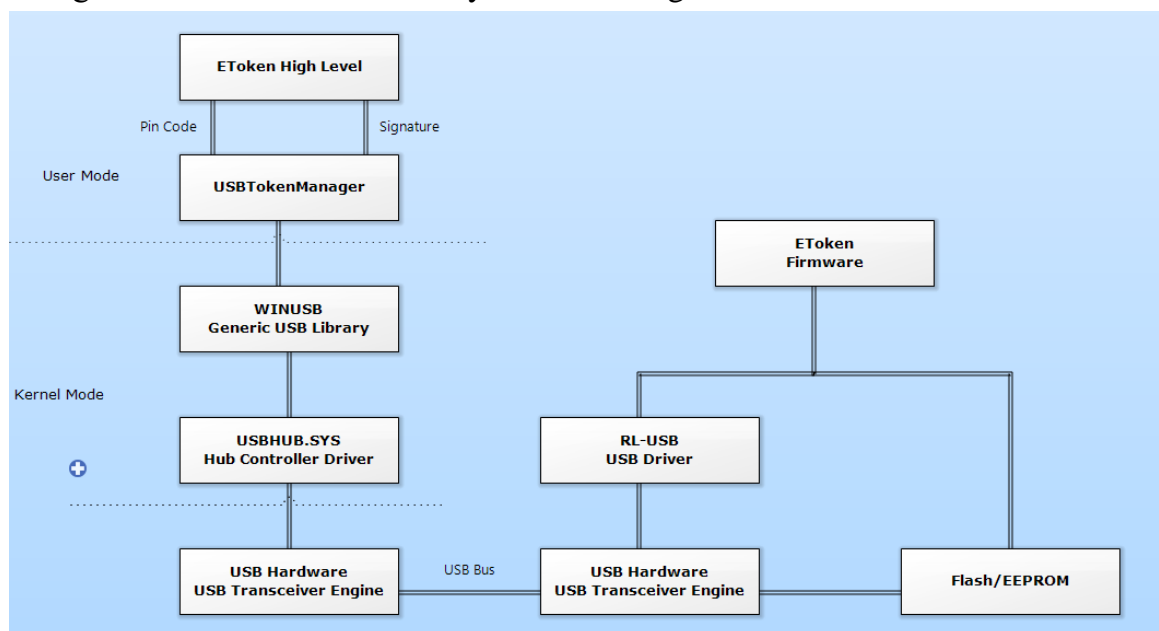 EToken High Level
Pin Code
Signature
User Mode
USBTokenManager
EToken
Firmware
WINUSB
Generic USB Library
Kernel Mode
USBHUB.SYS
Hub Controller Driver
RL-USB
USB Driver
USB Hardware
USB Transceiver Engine
USB Bus
USB Hardware
USB Transceiver Engine
Flash/EEPROM